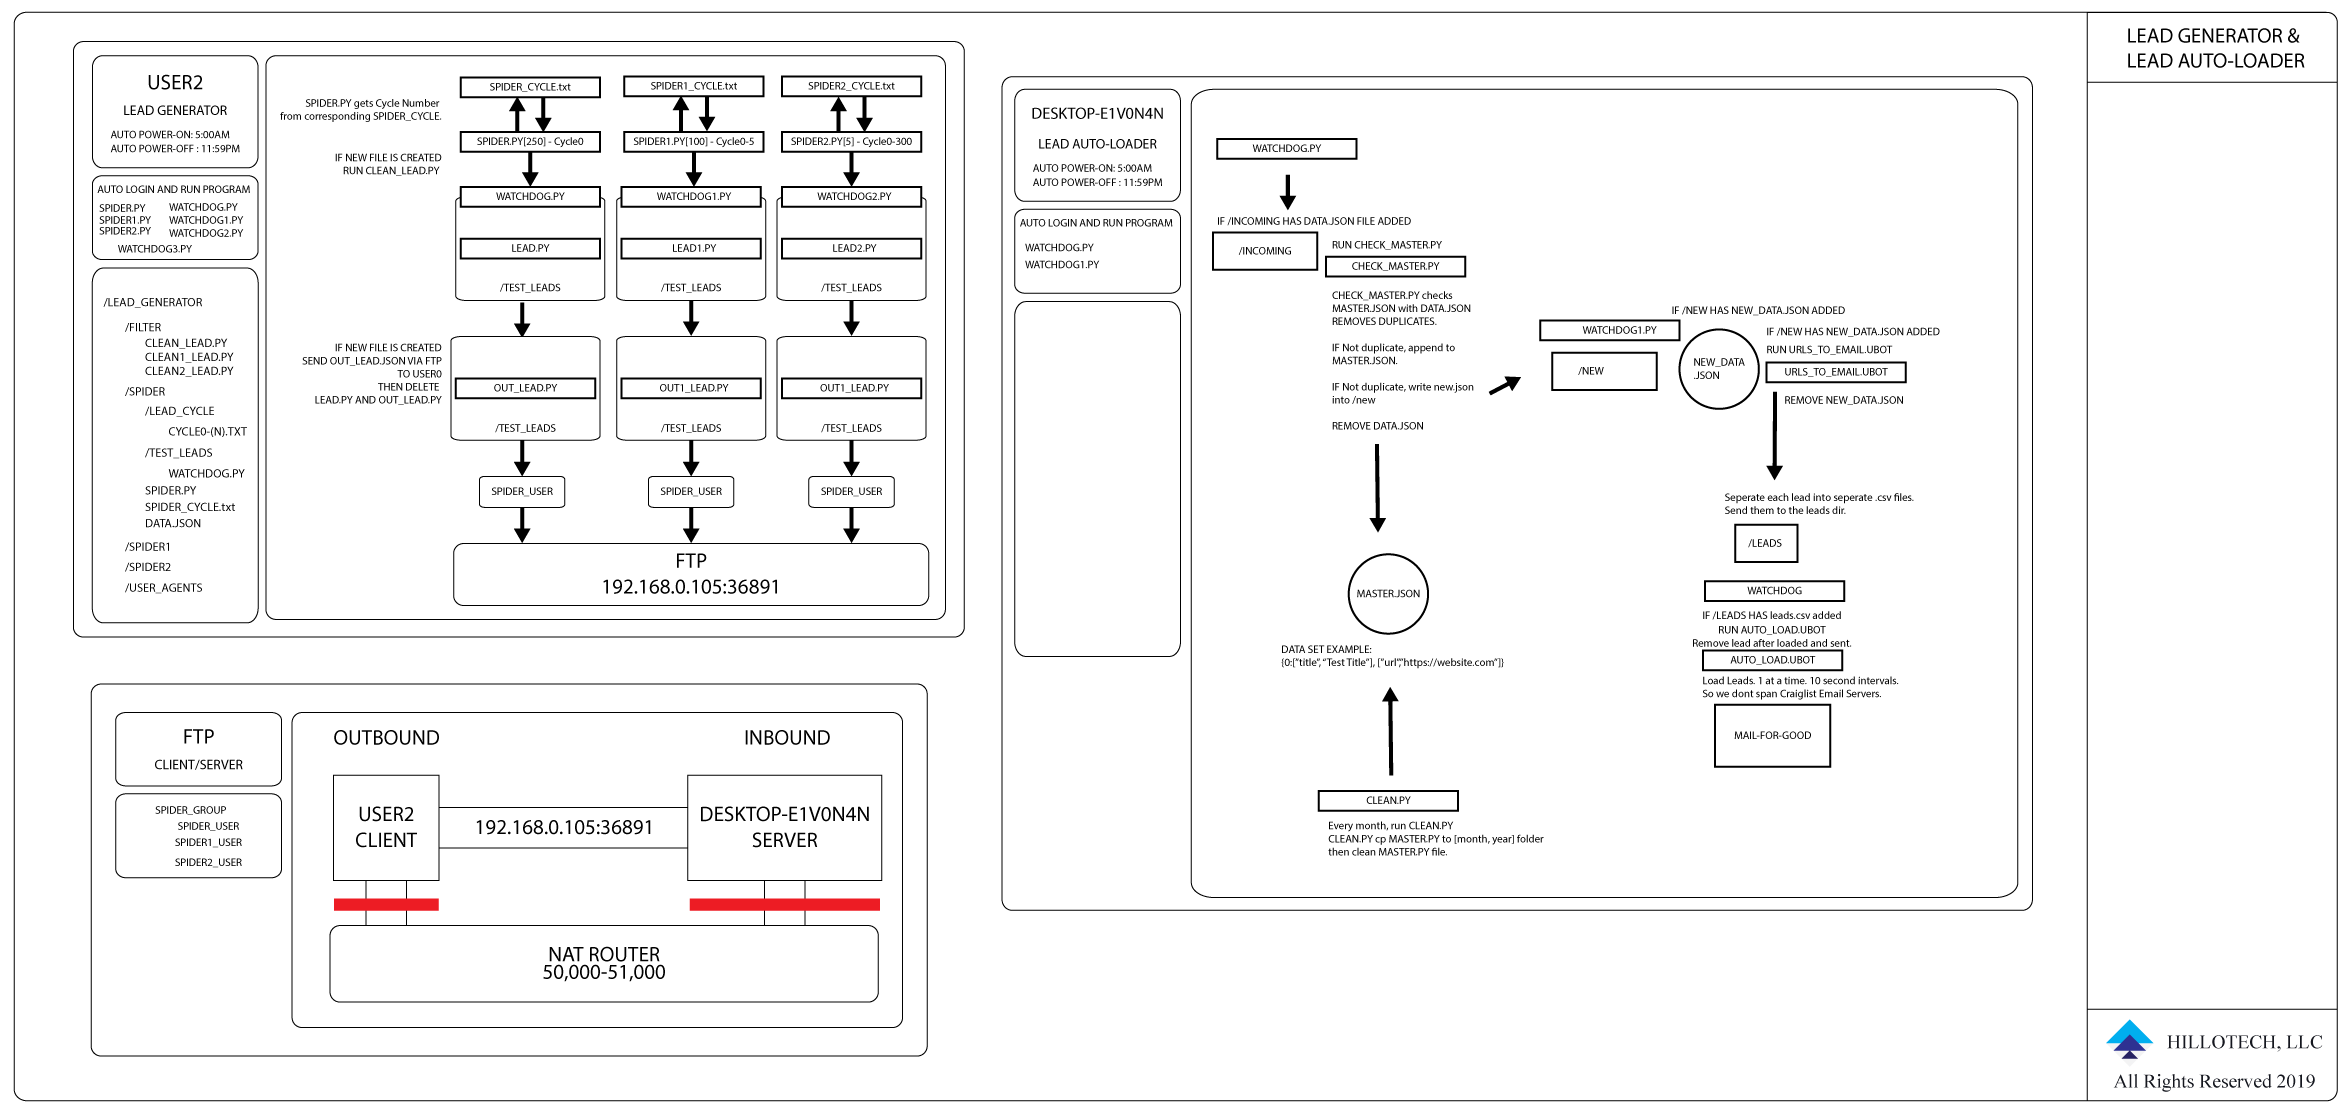 LEAD GENERATOR &
LEAD AUTO-LOADER
USER2
LEAD GENERATOR
AUTO POWER-ON: 5:00AM
AUTO POWER-OFF : 11:59PM
AUTO LOGIN AND RUN PROGRAM
SPIDER.PY WATCHDOG.PY
SPIDER1.PY WATCHDOG1.PY
SPIDER2.PY WATCHDOG2.PY
WATCHDOG3.PY
/LEAD_GENERATOR
/FILTER
CLEAN_LEAD.PY
CLEAN1_LEAD.PY
CLEAN2_LEAD.PY
/SPIDER
/LEAD_CYCLE
CYCLE0-(N).TXT
/TEST_LEADS
WATCHDOG.PY
SPIDER.PY
SPIDER_CYCLE.txt
DATA.JSON
/SPIDER1
/SPIDER2
/USER_AGENTS
SPIDER_CYCLE.txt SPIDER1_CYCLE.txt SPIDER2_CYCLE.txt
SPIDER.PY gets Cycle Number
from corresponding SPIDER_CYCLE.
SPIDER.PY[250] - Cycle0 SPIDER1.PY[100] - Cycle0-5 SPIDER2.PY[5] - Cycle0-300
IF NEW FILE IS CREATED
RUN CLEAN_LEAD.PY
WATCHDOG.PY WATCHDOG1.PY WATCHDOG2.PY
LEAD.PY LEAD1.PY LEAD2.PY
/TEST_LEADS /TEST_LEADS /TEST_LEADS
IF NEW FILE IS CREATED
SEND OUT_LEAD.JSON VIA FTP
TO USER0
THEN DELETE
LEAD.PY AND OUT_LEAD.PY
OUT_LEAD.PY OUT1_LEAD.PY OUT1_LEAD.PY
/TEST_LEADS /TEST_LEADS /TEST_LEADS
SPIDER_USER SPIDER_USER SPIDER_USER
FTP
192.168.0.105:36891
FTP
CLIENT/SERVER
SPIDER_GROUP
SPIDER_USER
SPIDER1_USER
SPIDER2_USER
OUTBOUND INBOUND
USER2
CLIENT
192.168.0.105:36891
DESKTOP-E1V0N4N
SERVER
NAT ROUTER
50,000-51,000
DESKTOP-E1V0N4N
LEAD AUTO-LOADER
AUTO POWER-ON: 5:00AM
AUTO POWER-OFF : 11:59PM
AUTO LOGIN AND RUN PROGRAM
WATCHDOG.PY
WATCHDOG1.PY
WATCHDOG.PY
IF /INCOMING HAS DATA.JSON FILE ADDED
/INCOMING
RUN CHECK_MASTER.PY
CHECK_MASTER.PY
CHECK_MASTER.PY checks
MASTER.JSON with DATA.JSON
REMOVES DUPLICATES.
IF Not duplicate, append to
MASTER.JSON.
IF Not duplicate, write new.json
into /new
REMOVE DATA.JSON
MASTER.JSON
DATA SET EXAMPLE:
{0:["title", "Test Title"], ["url","https://website.com"]}
CLEAN.PY
Every month, run CLEAN.PY
CLEAN.PY cp MASTER.PY to [month, year] folder
then clean MASTER.PY file.
IF /NEW HAS NEW_DATA.JSON ADDED
WATCHDOG1.PY
/NEW
NEW_DATA
.JSON
IF /NEW HAS NEW_DATA.JSON ADDED
RUN URLS_TO_EMAIL.UBOT
URLS_TO_EMAIL.UBOT
REMOVE NEW_DATA.JSON
Seperate each lead into seperate .csv files.
Send them to the leads dir.
/LEADS
WATCHDOG
IF /LEADS HAS leads.csv added
RUN AUTO_LOAD.UBOT
Remove lead after loaded and sent.
AUTO_LOAD.UBOT
Load Leads. 1 at a time. 10 second intervals.
So we dont span Craiglist Email Servers.
MAIL-FOR-GOOD
HILLOTECH, LLC
All Rights Reserved 2019